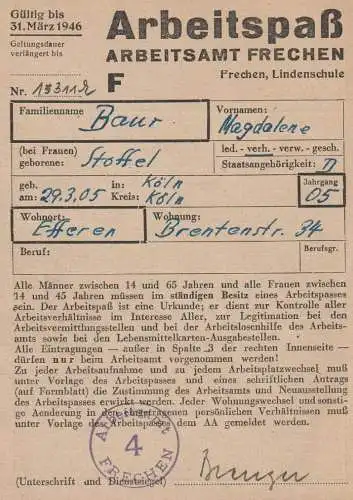 Gültig bis
31. März 1946
Geltungsdauer
verlängert bis
Arbeitspaß
ARBEITSAMT FRECHEN
F
Frechen, Lindenschule
Nr.
Familienname
Baur
Vornamen:
Magdalene
(bei Frauen)
geborene: Stoffel
led. - verh. - verw. - gesch.
Staatsangehörigkeit: D
geb. in: Köln
am: 29.3.05 Kreis: Köln
Jahrgang
05
Wohnort:
Efferen
Wohnung:
Brentenstr. 34
Beruf:
Berufsgr.
Alle Männer zwischen 14 und 65 Jahren und alle Frauen zwischen
14 und 45 Jahren müssen im ständigen Besitz eines Arbeitspasses
sein. Der Arbeitspaß ist eine Urkunde; er dient zur Kontrolle aller
Arbeitsverhältnisse im Interesse Aller, zur Legitimation bei den
Arbeitsvermittlungsstellen und bei der Arbeitslosenhilfe des Arbeits-
amts sowie bei den Lebensmittelkarten-Ausgabestellen.
Alle Eintragungen — außer in Spalte 3 der rechten Innenseite —
dürfen nur beim Arbeitsamt vorgenommen werden!
Zu jeder Arbeitsaufnahme und zu jedem Arbeitsplatzwechsel muß
unter Vorlage des Arbeitspasses und eines schriftlichen Antrags
(auf Formblatt) die Zustimmung des Arbeitsamts und Neuausstellung
des Arbeitspasses erwirkt werden. Jeder Wohnungswechsel und sonsti-
ge Aenderung in den eingetragenen persönlichen Verhältnissen muß
unter Vorlage des Arbeitspasses dem AA gemeldet werden.
Arbeitsamt
4
FRECHEN
(Unterschrift und Dienstsiegel)